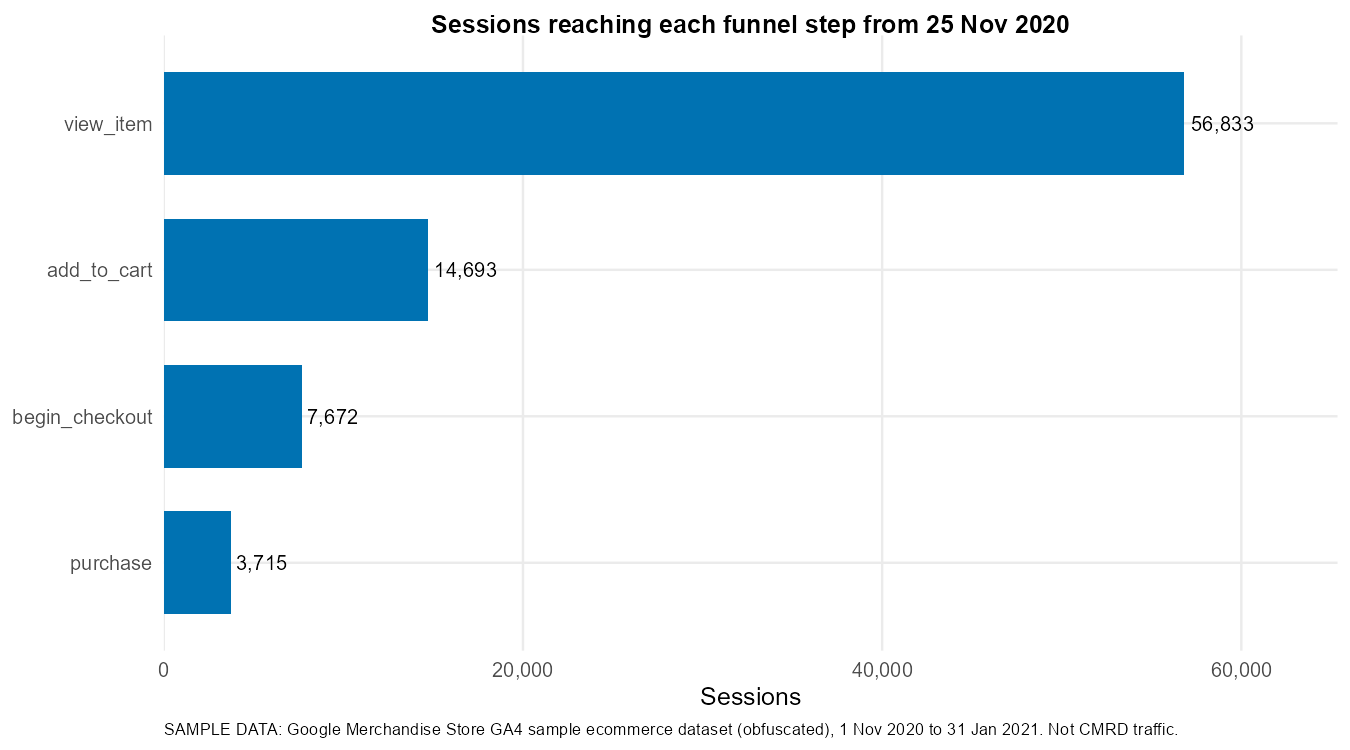 Sessions reaching each funnel step from 25 Nov 2020
view_item
56,833
add_to_cart
14,693
begin_checkout
7,672
purchase
3,715
0
20,000
40,000
60,000
Sessions
SAMPLE DATA: Google Merchandise Store GA4 sample ecommerce dataset (obfuscated), 1 Nov 2020 to 31 Jan 2021. Not CMRD traffic.